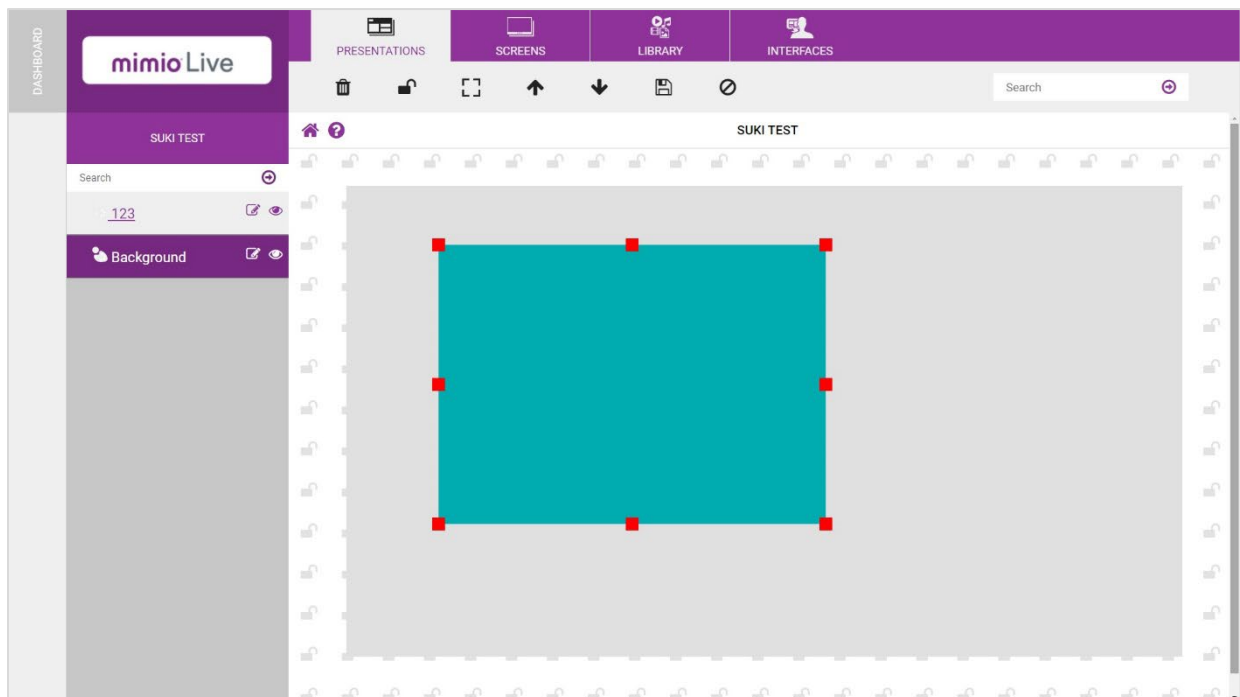 DASHBOARD
mimio Live
PRESENTATIONS
SCREENS
LIBRARY
INTERFACES
Search
SUKI TEST
SUKI TEST
Search
123
Background